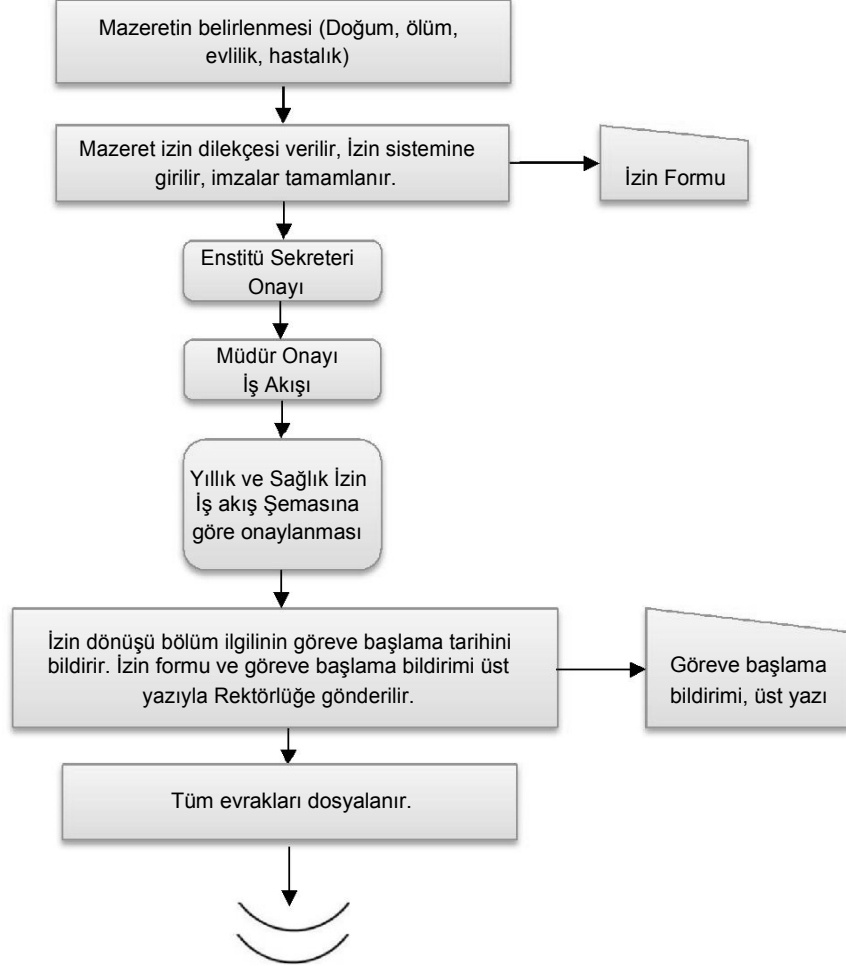 Mazeretin belirlenmesi (Doğum, ölüm,
evlilik, hastalık)
Mazeret izin dilekçesi verilir, İzin sistemine
girilir, imzalar tamamlanır.
İzin Formu
Enstitü Sekreteri
Onayı
Müdür Onayı
İş Akışı
Yıllık ve Sağlık İzin
İş akış Şemasına
göre onaylanması
İzin dönüşü bölüm ilgilinin göreve başlama tarihini
bildirir. İzin formu ve göreve başlama bildirimi üst
yazıyla Rektörlüğe gönderilir.
Göreve başlama
bildirimi, üst yazı
Tüm evrakları dosyalanır.